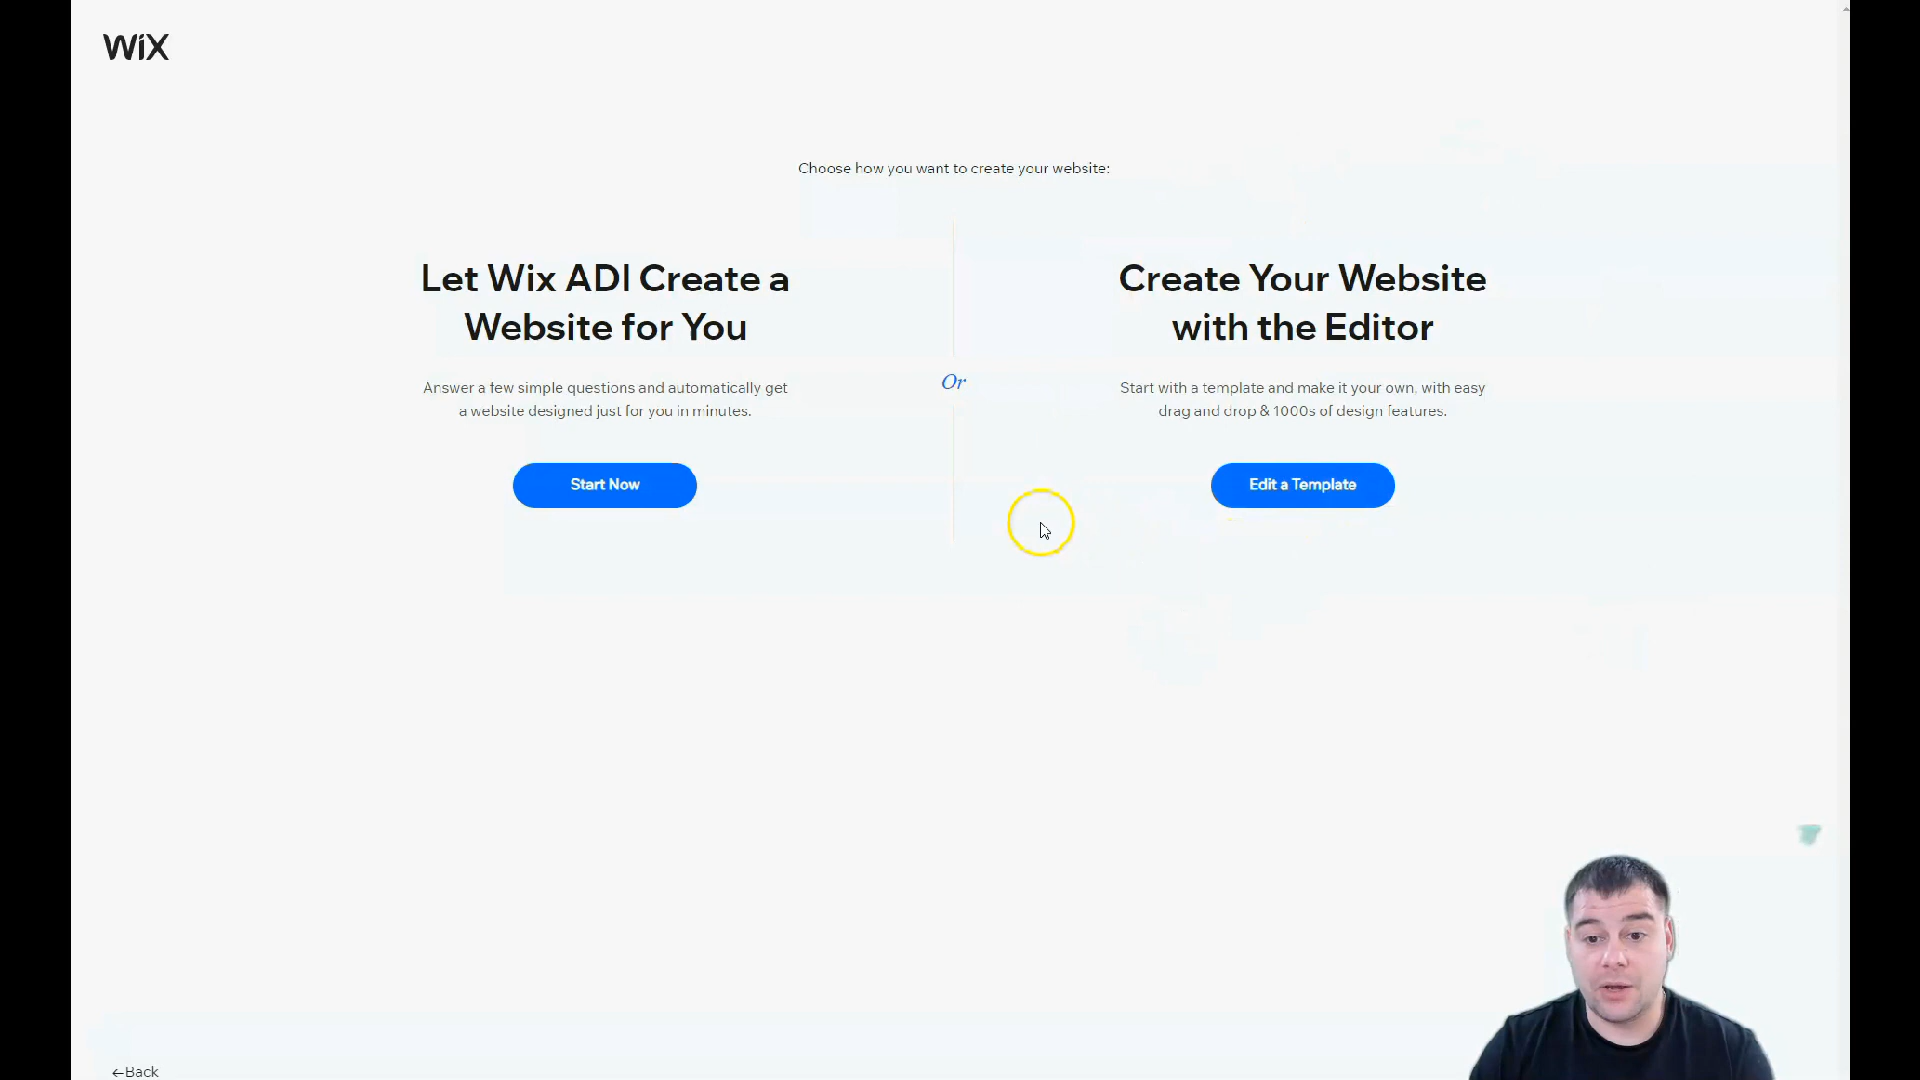 WiX
Choose how you want to create your website:
Let Wix ADI Create a
Website for You
Answer a few simple questions and automatically get
a website designed just for you in minutes.
Start Now
Or
Create Your Website
with the Editor
Start with a template and make it your own, with easy
drag and drop & 1000s of design features.
Edit a Template
←Back